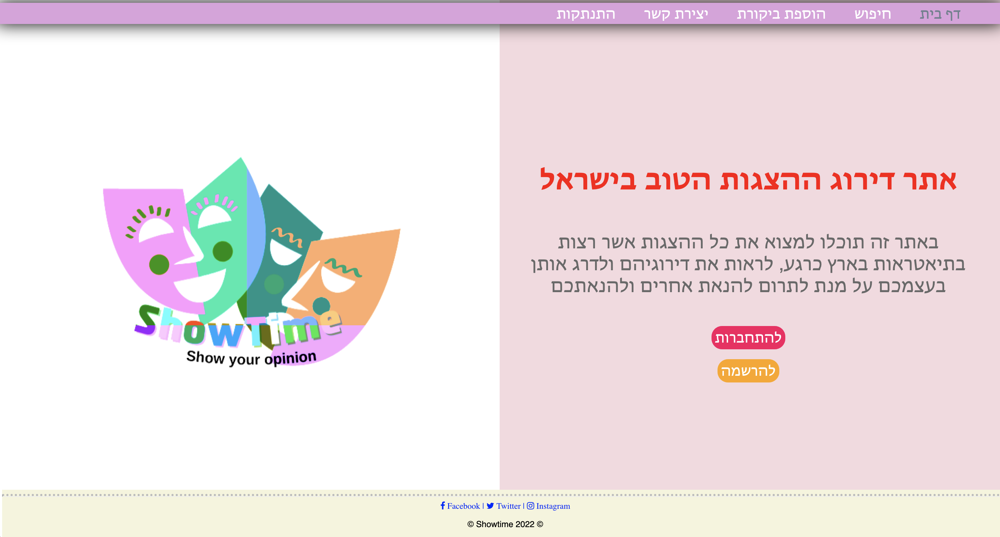 דף בית חיפוש הוספת ביקורת יצירת קשר התנתקות
אתר דירוג ההצגות הטוב בישראל
באתר זה תוכלו למצוא את כל ההצגות אשר רצות
בתיאטראות בארץ כרגע, לראות את דירוגיהם ולדרג אותן
בעצמכם על מנת לתרום להנאת אחרים ולהנאתכם
להתחברות
להרשמה
ShowTime
Show your opinion
Facebook | Twitter | Instagram
© Showtime 2022 ©